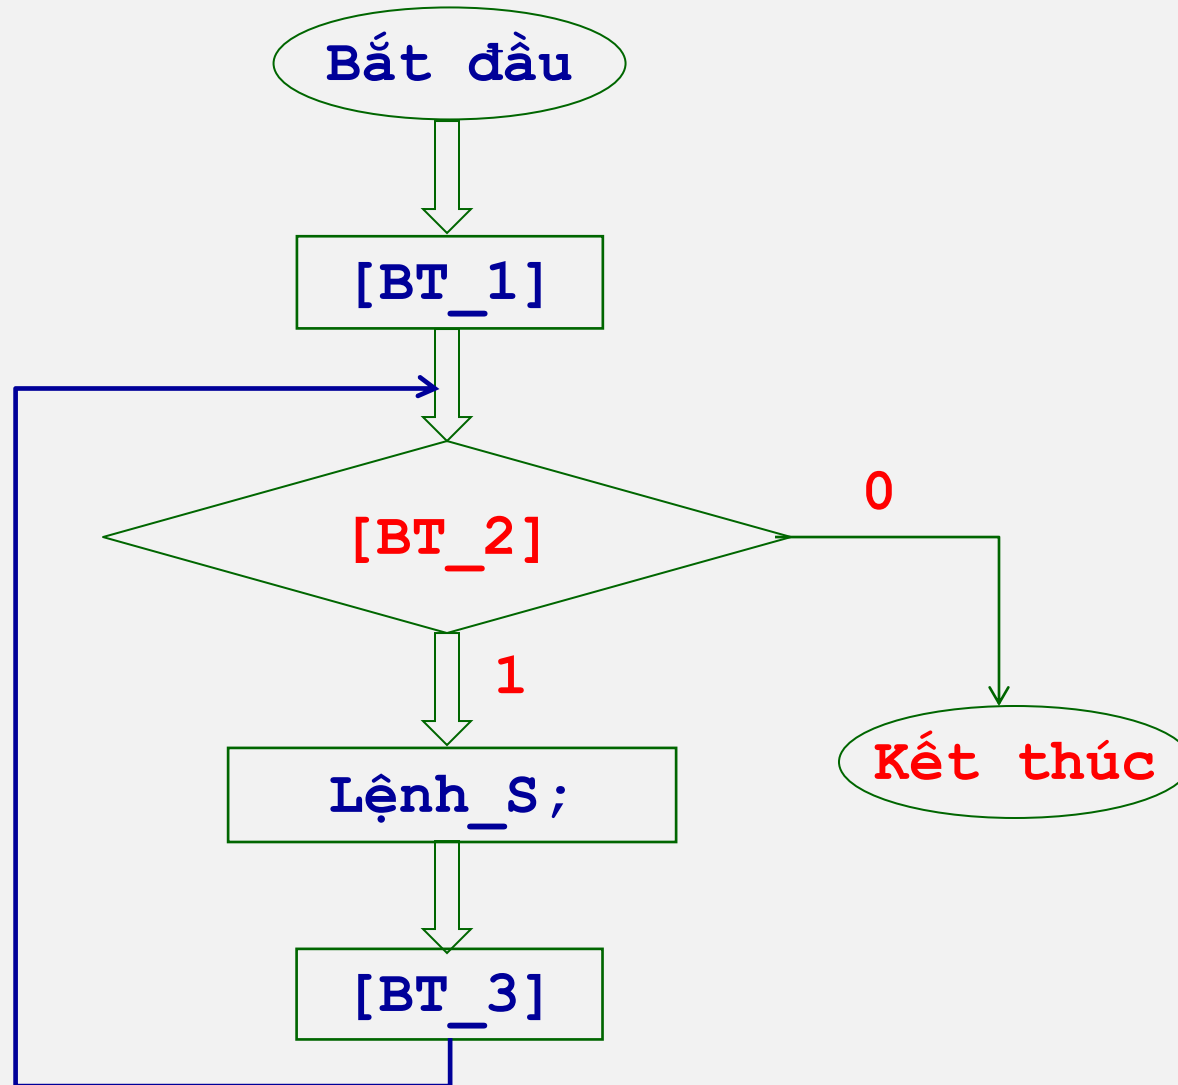 Bắt đầu
[BT_1]
[BT_2]
0
1
Lệnh_S;
Kết thúc
[BT_3]